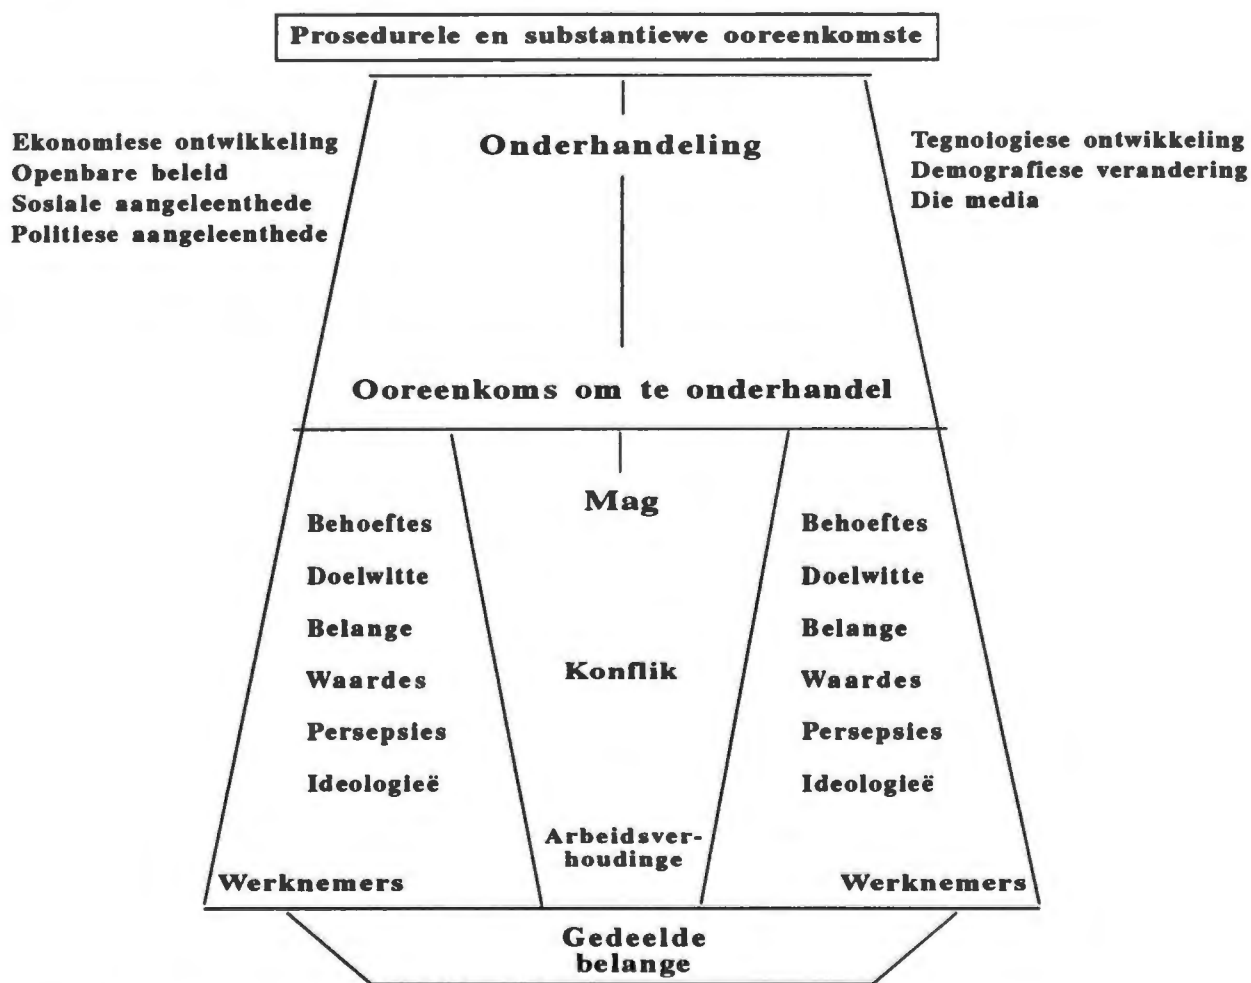 Prosedurele en substantiewe ooreenkomste
Ekonomiese ontwikkeling
Openbare beleid
Sosiale aangeleenthede
Politiese aangeleenthede
Onderhandeling
Tegnologiese ontwikkeling
Demografiese verandering
Die media
Ooreenkoms om te onderhandel
Mag
Konflik
Arbeidsver-
houdinge
Behoeftes
Doelwitte
Belange
Waardes
Persepsies
Ideologieë
Werknemers
Behoeftes
Doelwitte
Belange
Waardes
Persepsies
Ideologieë
Werknemers
Gedeelde
belange